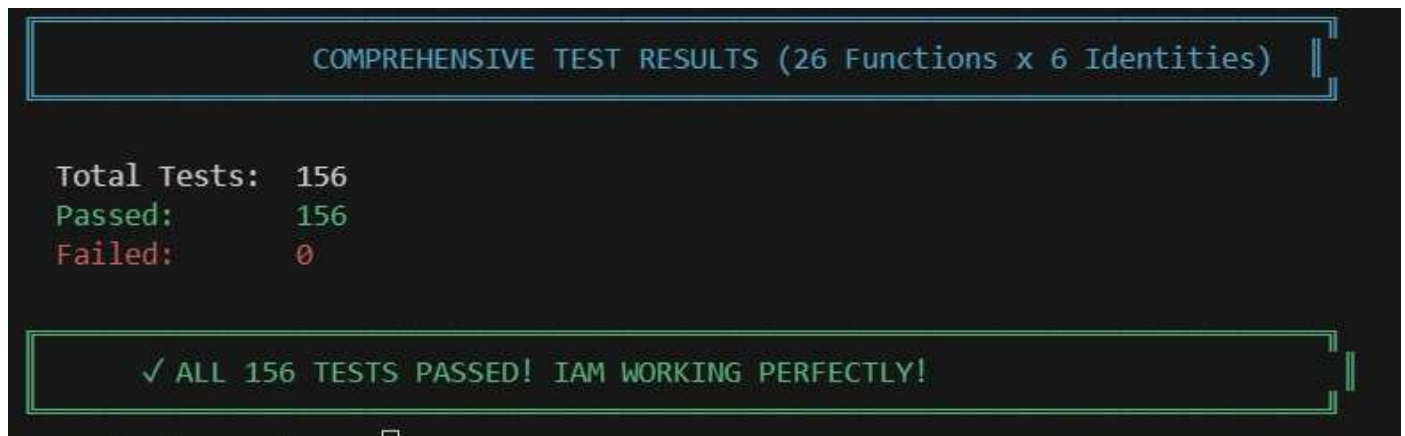 COMPREHENSIVE TEST RESULTS (26 Functions x 6 Identities)
Total Tests: 156
Passed: 156
Failed: 0
✓ ALL 156 TESTS PASSED! IAM WORKING PERFECTLY!